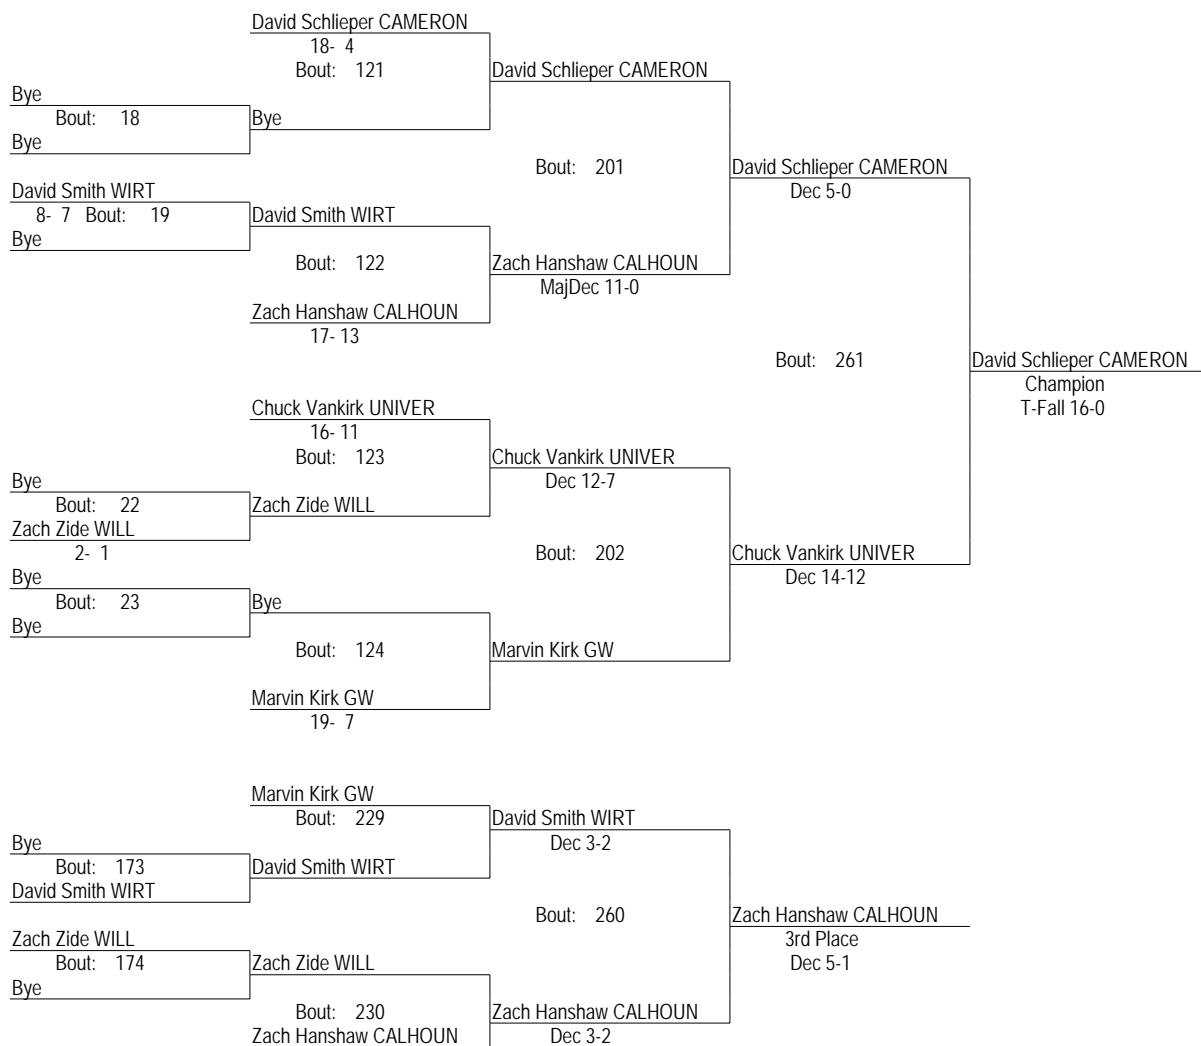 David Schlieper CAMERON
18- 4
Bout: 121
David Schlieper CAMERON
Bye
Bout: 18
Bye
Bye
Bout: 201
David Schlieper CAMERON
Dec 5-0
David Smith WIRT
8- 7 Bout: 19
David Smith WIRT
Bye
Bout: 122
Zach Hanshaw CALHOUN
MajDec 11-0
Zach Hanshaw CALHOUN
17- 13
Bout: 261
David Schlieper CAMERON
Champion
T-Fall 16-0
Chuck Vankirk UNIVER
16- 11
Bout: 123
Chuck Vankirk UNIVER
Dec 12-7
Bye
Bout: 22
Zach Zide WILL
Zach Zide WILL
2- 1
Bout: 202
Chuck Vankirk UNIVER
Dec 14-12
Bye
Bout: 23
Bye
Bye
Bout: 124
Marvin Kirk GW
Marvin Kirk GW
19- 7
Marvin Kirk GW
Bout: 229
David Smith WIRT
Dec 3-2
Bye
Bout: 173
David Smith WIRT
David Smith WIRT
Bout: 260
Zach Hanshaw CALHOUN
3rd Place
Dec 5-1
Zach Zide WILL
Bout: 174
Zach Zide WILL
Bye
Bout: 230
Zach Hanshaw CALHOUN
Zach Hanshaw CALHOUN
Dec 3-2